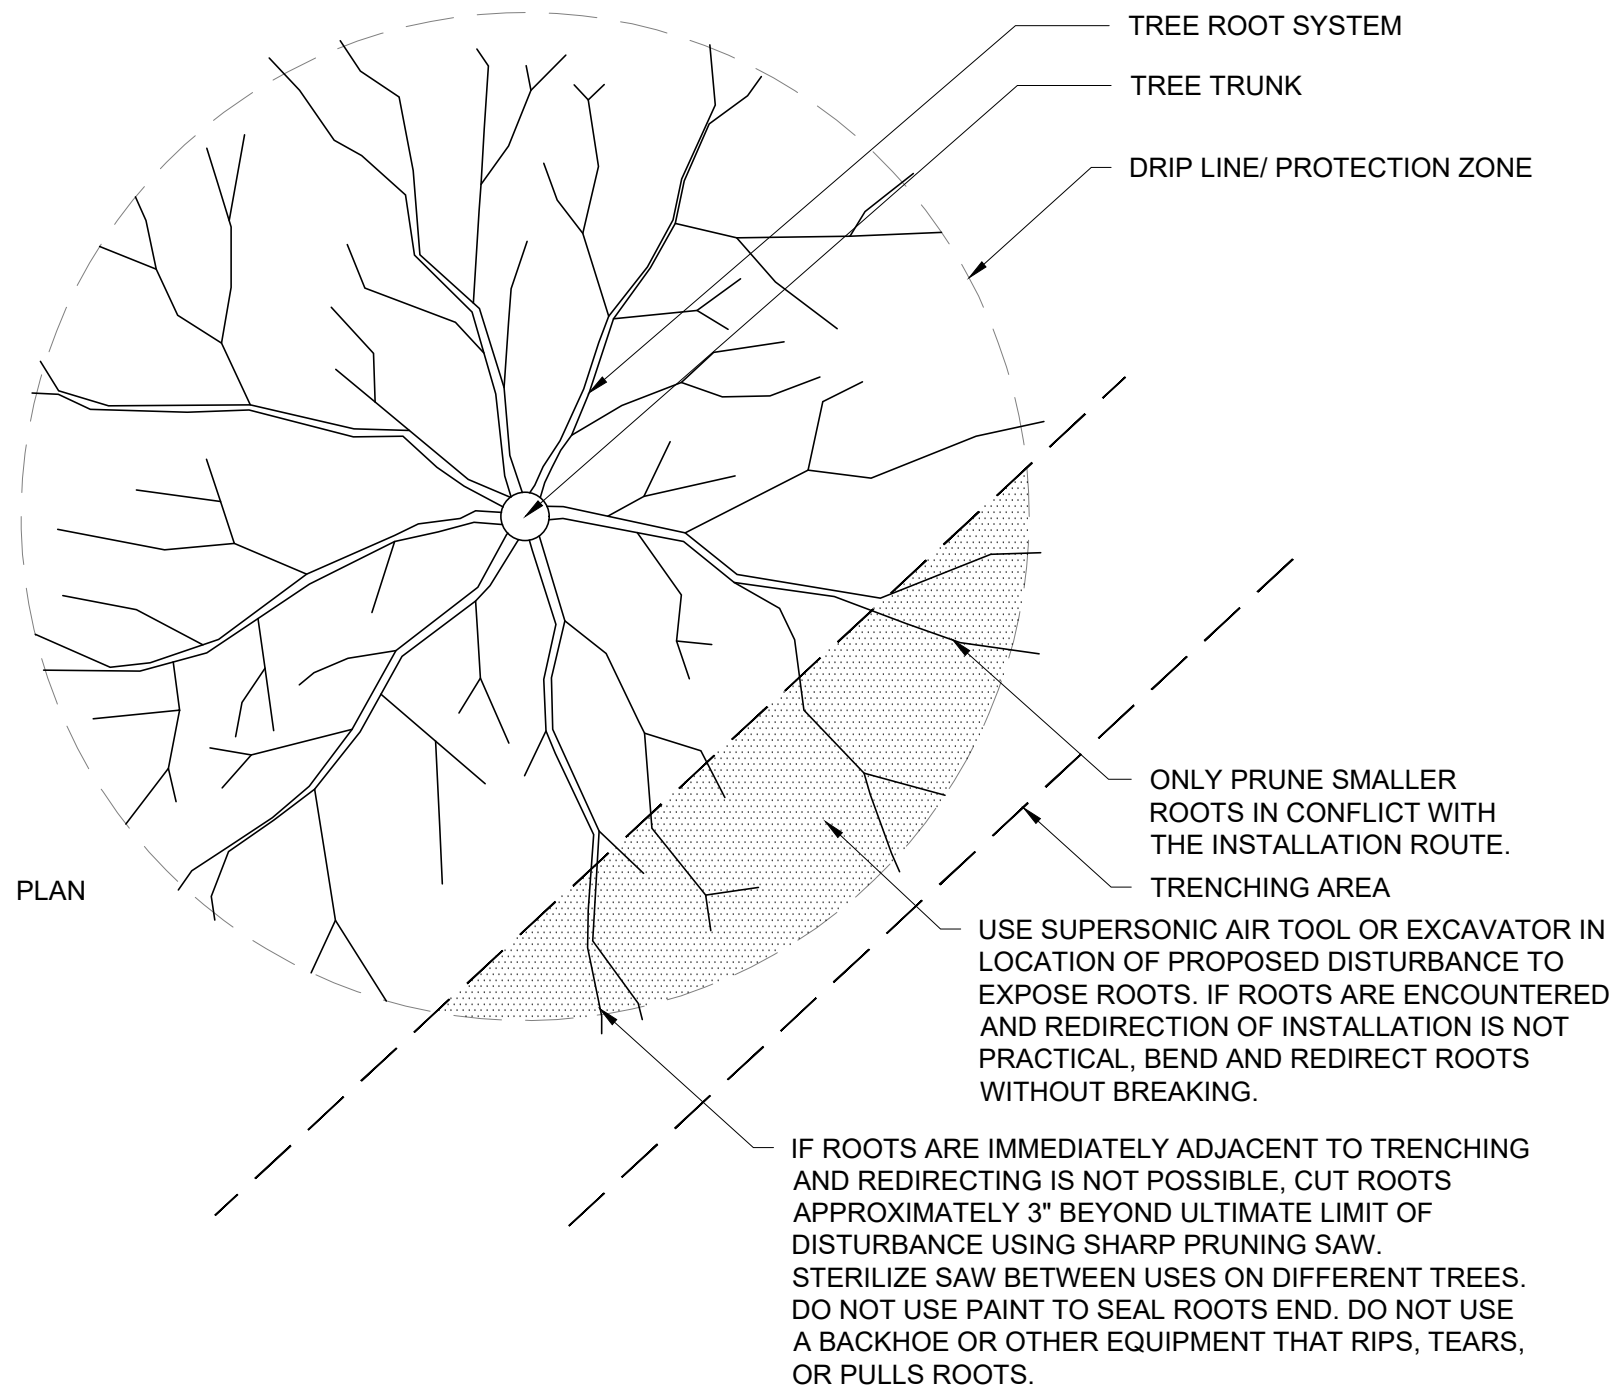 TREE ROOT SYSTEM
TREE TRUNK
DRIP LINE/ PROTECTION ZONE
ONLY PRUNE SMALLER
ROOTS IN CONFLICT WITH
THE INSTALLATION ROUTE.
PLAN
TRENCHING AREA
USE SUPERSONIC AIR TOOL OR EXCAVATOR IN
LOCATION OF PROPOSED DISTURBANCE TO
EXPOSE ROOTS. IF ROOTS ARE ENCOUNTERED
AND REDIRECTION OF INSTALLATION IS NOT
PRACTICAL, BEND AND REDIRECT ROOTS
WITHOUT BREAKING.
IF ROOTS ARE IMMEDIATELY ADJACENT TO TRENCHING
AND REDIRECTING IS NOT POSSIBLE, CUT ROOTS
APPROXIMATELY 3" BEYOND ULTIMATE LIMIT OF
DISTURBANCE USING SHARP PRUNING SAW.
STERILIZE SAW BETWEEN USES ON DIFFERENT TREES.
DO NOT USE PAINT TO SEAL ROOTS END. DO NOT USE
A BACKHOE OR OTHER EQUIPMENT THAT RIPS, TEARS,
OR PULLS ROOTS.